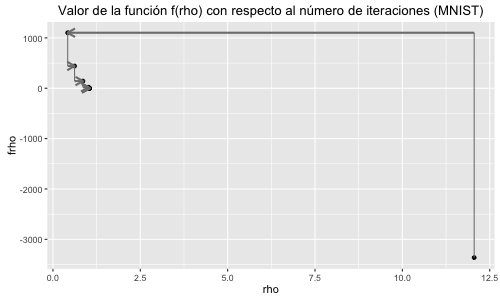 Valor de la función f(rho) con respecto al número de iteraciones (MNIST)
1000
0
-1000
-2000
-3000
frho
0.0 2.5 5.0 7.5 10.0 12.5
rho